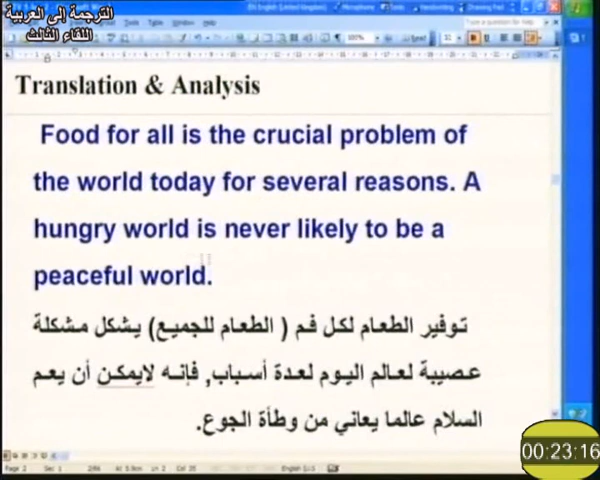 الترجمة إلى العربية
اللقاء الثالث
Translation & Analysis
Food for all is the crucial problem of
the world today for several reasons. A
hungry world is never likely to be a
peaceful world.
توفير الطعام لكل فم ( الطعام للجميع) يشكل مشكلة
عصيبة لعالم اليوم لعدة أسباب, فإنه لايمكن أن يعم
السلام عالما يعاني من وطأة الجوع.
00:23:16